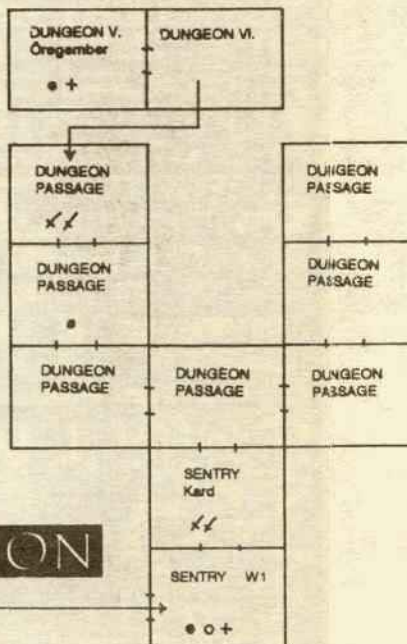 DUNGEON V.
Öregember
DUNGEON VI.
DUNGEON
PASSAGE
DUNGEON
PASSAGE
DUNGEON
PASSAGE
DUNGEON
PASSAGE
DUNGEON
PASSAGE
DUNGEON
PASSAGE
DUNGEON
PASSAGE
SENTRY
Kard
ON
SENTRY W1